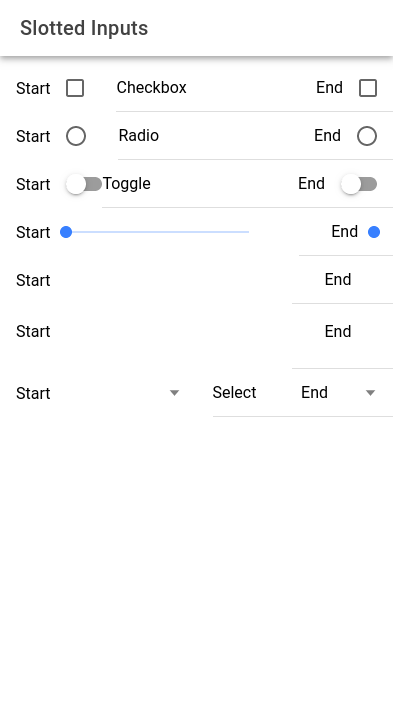 Slotted Inputs
Start Checkbox End
Start Radio End
Start Toggle End
Start End
Start End
Start End
Start Select End